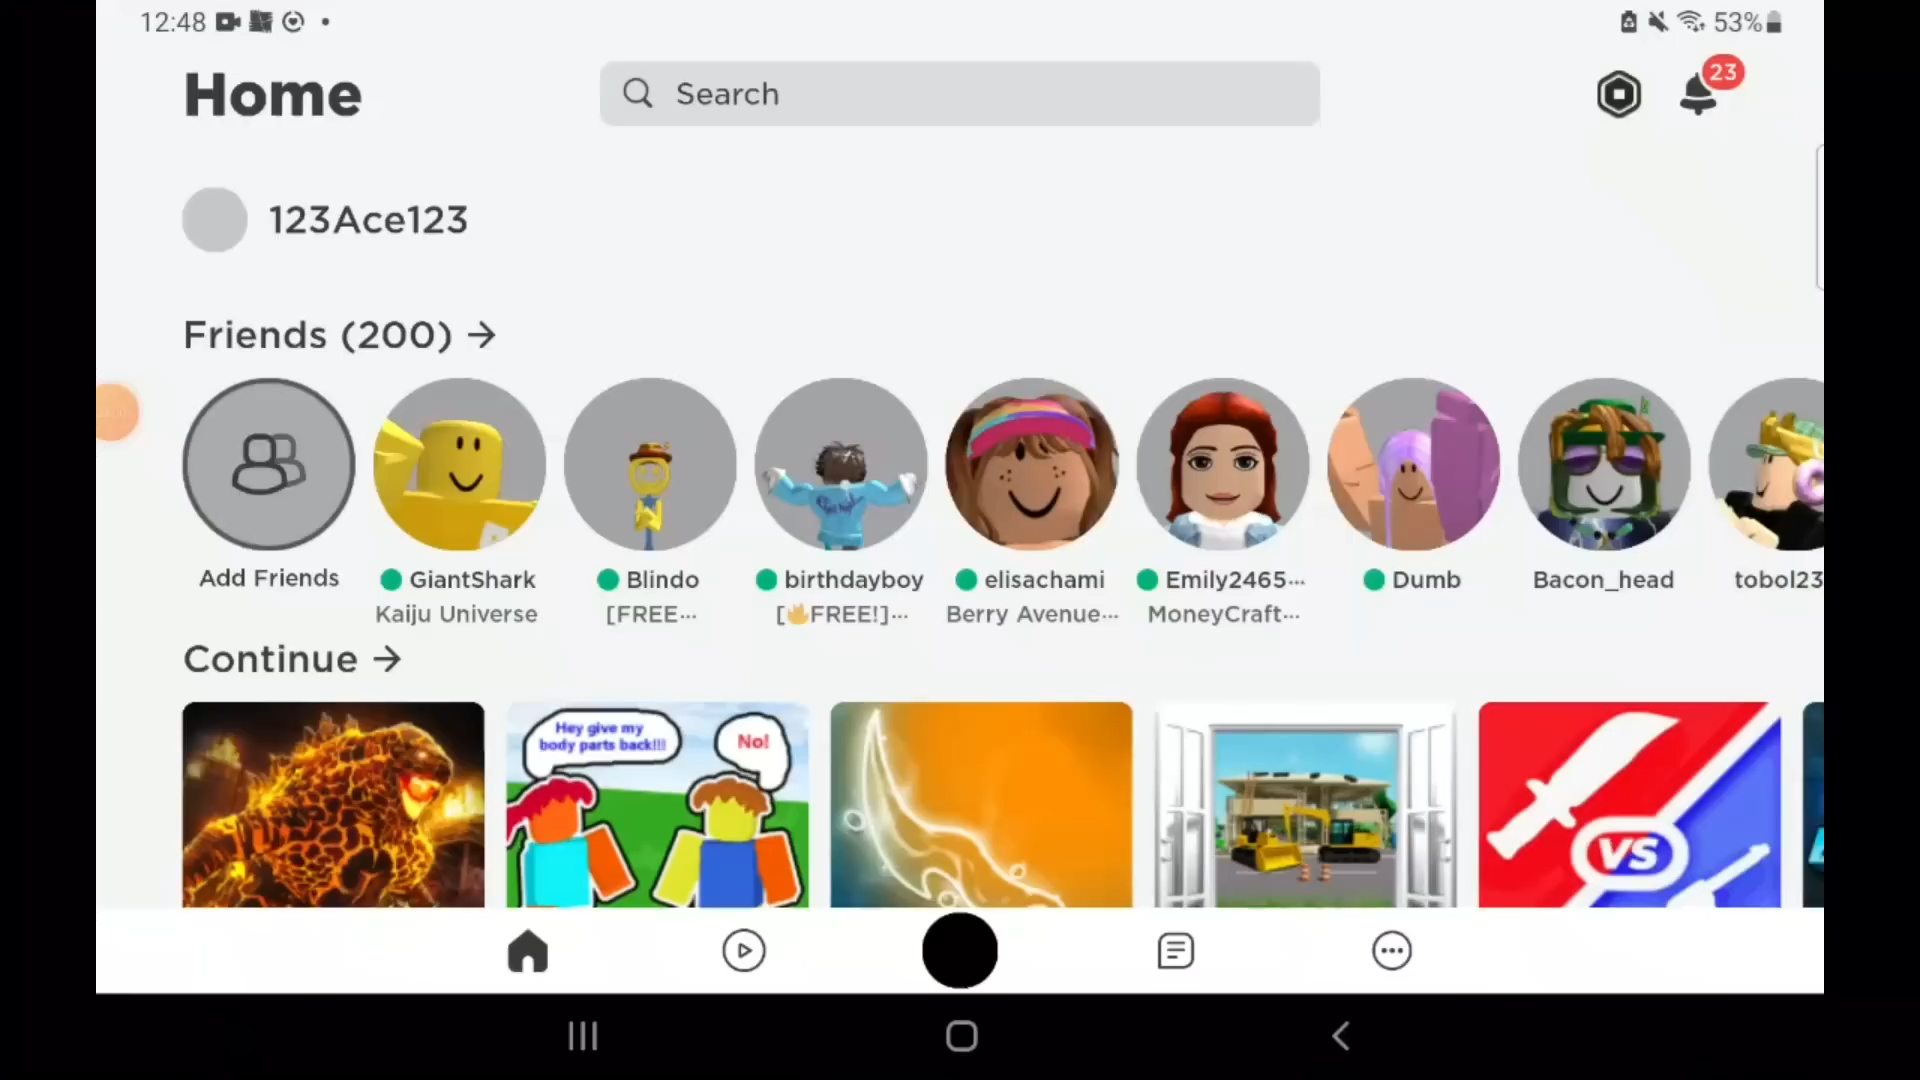 12:48
53%
Home
Search
23
123Ace123
Friends (200) →
Add Friends
GiantShark
Kaiju Universe
Blindo
[FREE...
birthdayboy
[🔥FREE!]...
elisachami
Berry Avenue...
Emily2465...
MoneyCraft...
Dumb
Bacon_head
tobol23
Continue →
Hey give my
body parts back!!!
No!
VS